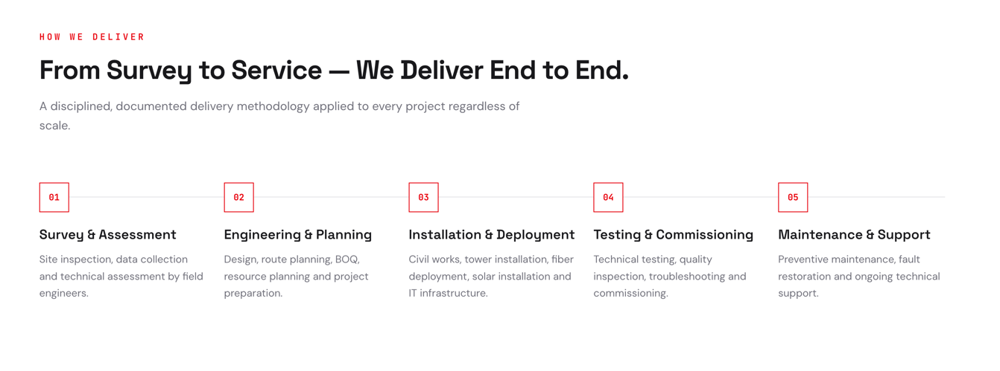 HOW WE DELIVER
From Survey to Service — We Deliver End to End.
A disciplined, documented delivery methodology applied to every project regardless of
scale.
01
Survey & Assessment
Site inspection, data collection
and technical assessment by field
engineers.
02
Engineering & Planning
Design, route planning, BOQ,
resource planning and project
preparation.
03
Installation & Deployment
Civil works, tower installation, fiber
deployment, solar installation and
IT infrastructure.
04
Testing & Commissioning
Technical testing, quality
inspection, troubleshooting and
commissioning.
05
Maintenance & Support
Preventive maintenance, fault
restoration and ongoing technical
support.